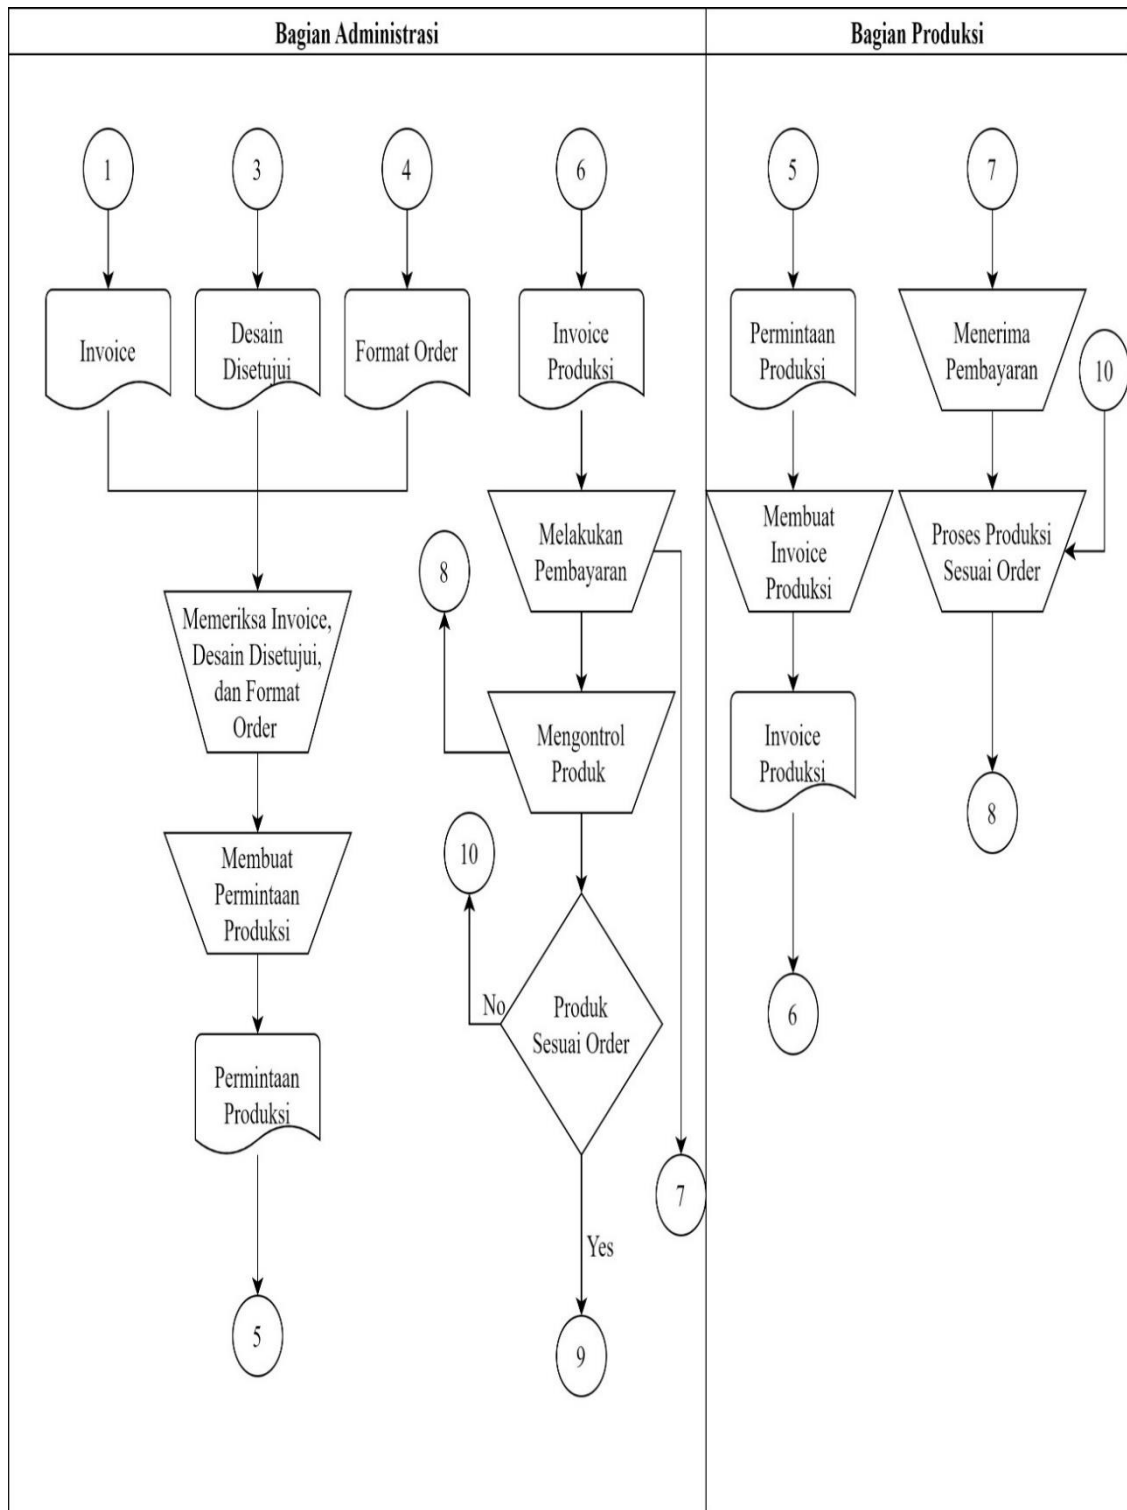 Bagian Administrasi
Bagian Produksi
1
3
4
6
5
7
Invoice
Desain
Disetujui
Format Order
Invoice
Produksi
Permintaan
Produksi
Menerima
Pembayaran
10
8
Melakukan
Pembayaran
Membuat
Invoice
Produksi
Proses Produksi
Sesuai Order
Memeriksa Invoice,
Desain Disetujui,
dan Format
Order
Mengontrol
Produk
Invoice
Produksi
8
Membuat
Permintaan
Produksi
10
No
Produk
Sesuai Order
6
Permintaan
Produksi
7
Yes
5
9